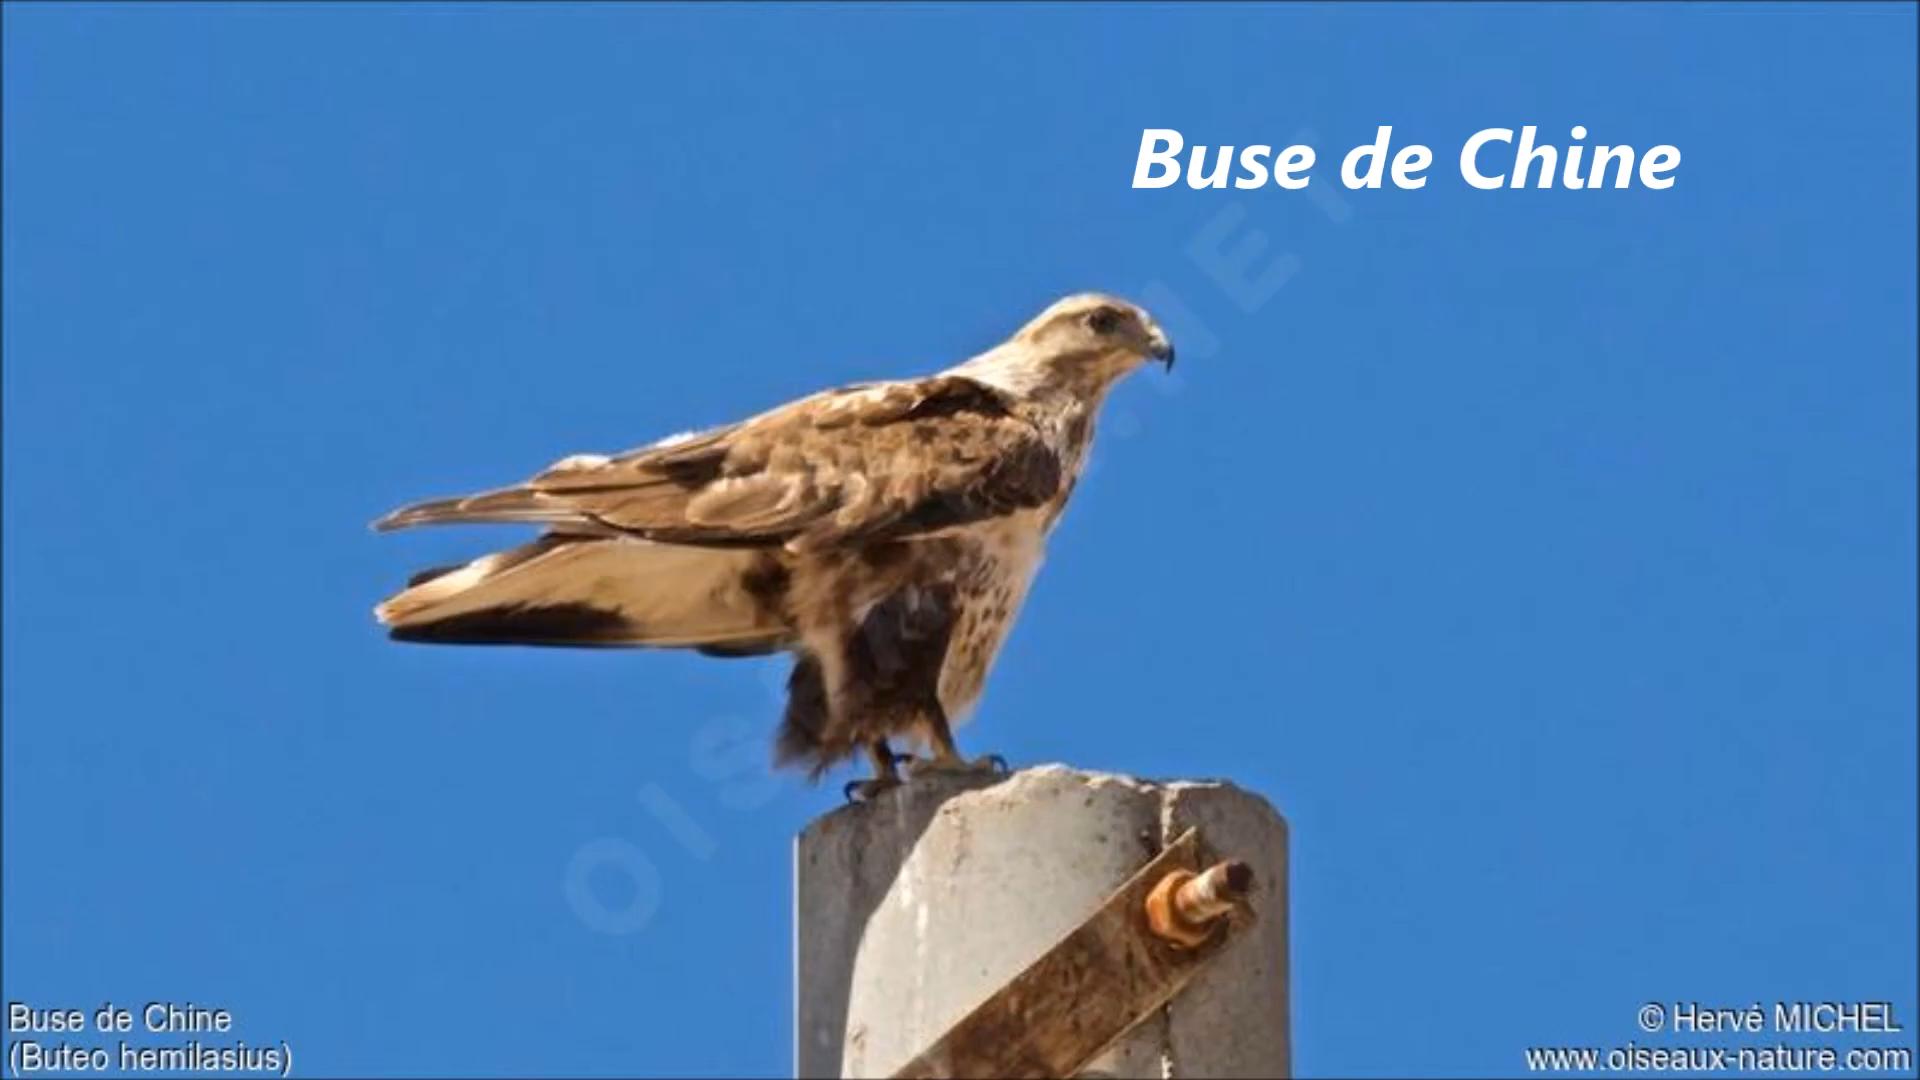 Buse de Chine
Buse de Chine
(Buteo hemilasius)
© Hervé MICHEL
www.oiseaux-nature.com